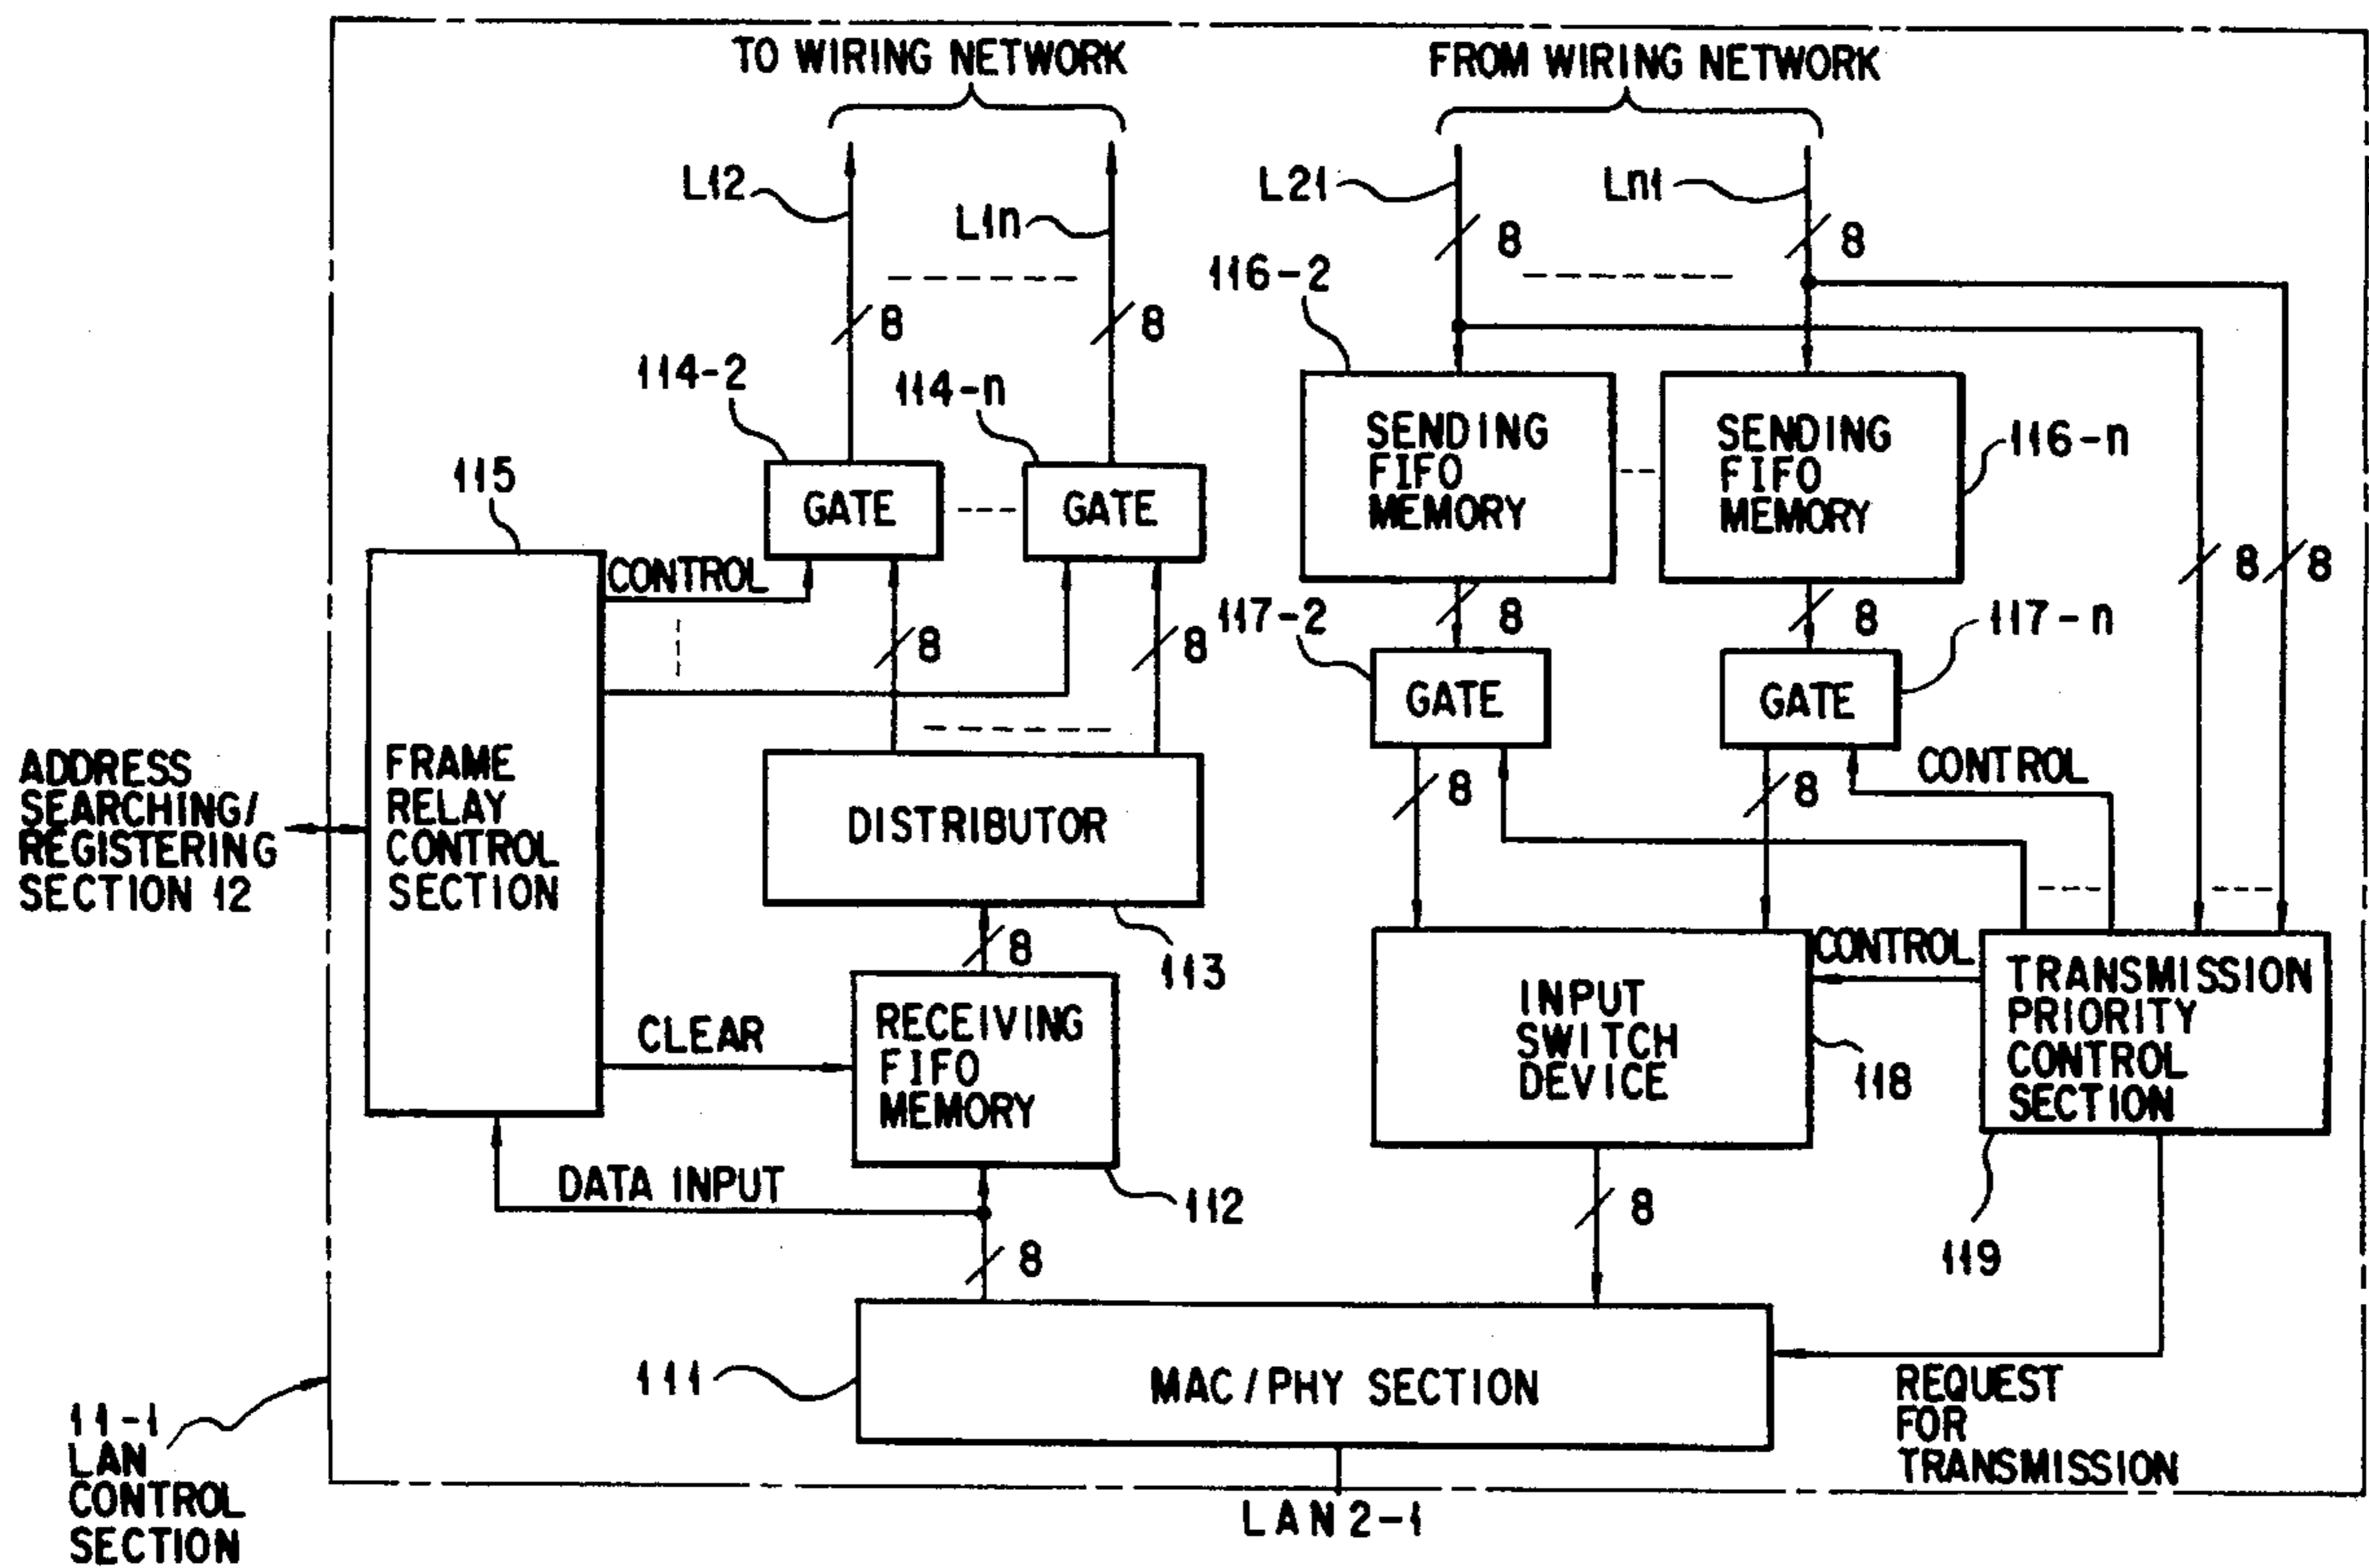 TO WIRING NETWORK
FROM WIRING NETWORK
L12
L1n
L21
Ln1
8
8
8
8
116-2
114-2
114-n
115
GATE
GATE
SENDING
FIFO
MEMORY
SENDING
FIFO
MEMORY
116-n
CONTROL
8
8
8
8
8
8
117-2
117-n
GATE
GATE
ADDRESS
SEARCHING/
REGISTERING
SECTION 12
FRAME
RELAY
CONTROL
SECTION
DISTRIBUTOR
8
8
CONTROL
8
113
CONTROL
INPUT
SWITCH
DEVICE
118
TRANSMISSION
PRIORITY
CONTROL
SECTION
CLEAR
RECEIVING
FIFO
MEMORY
DATA INPUT
112
8
8
119
111
MAC/PHY SECTION
REQUEST
FOR
TRANSMISSION
11-1
LAN
CONTROL
SECTION
LAN2-1